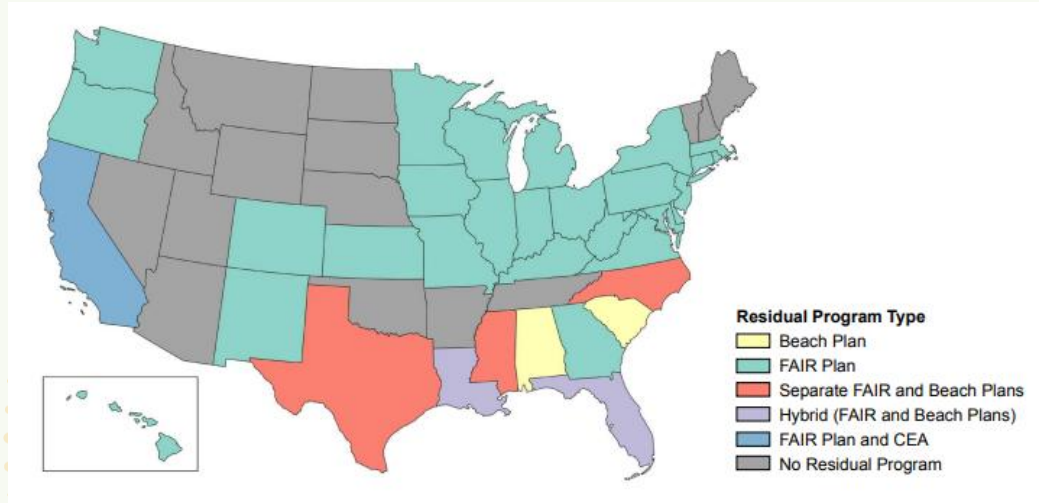 Residual Program Type
Beach Plan
FAIR Plan
Separate FAIR and Beach Plans
Hybrid (FAIR and Beach Plans)
FAIR Plan and CEA
No Residual Program